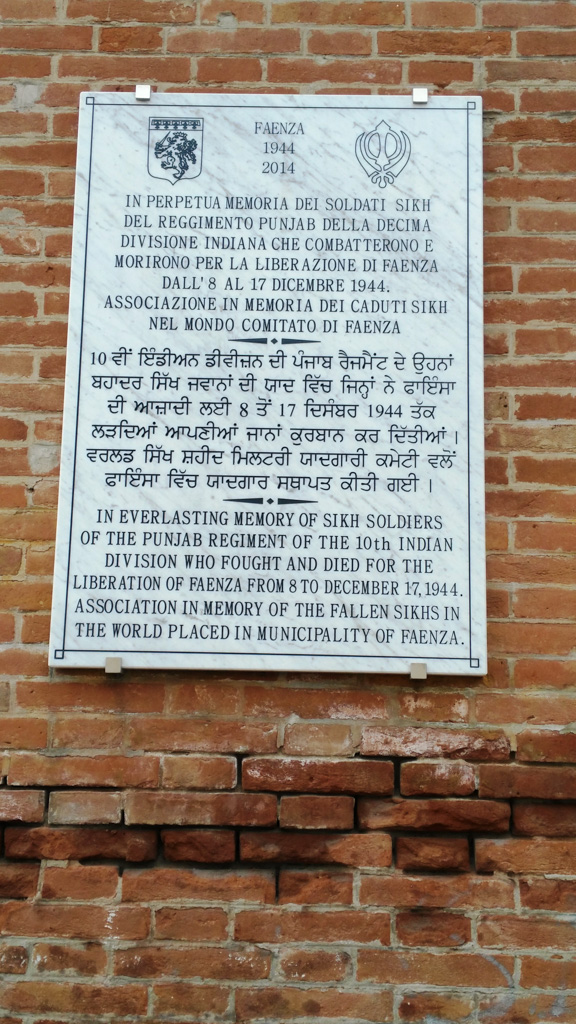 FAENZA
1944
2014
IN PERPETUA MEMORIA DEI SOLDATI SIKH
DEL REGGIMENTO PUNJAB DELLA DECIMA
DIVISIONE INDIANA CHE COMBATTERONO E
MORIRONO PER LA LIBERAZIONE DI FAENZA
DALL' 8 AL 17 DICEMBRE 1944.
ASSOCIAZIONE IN MEMORIA DEI CADUTI SIKH
NEL MONDO COMITATO DI FAENZA
10 ਵੀਂ ਇੰਡੀਅਨ ਡੀਵੀਜ਼ਨ ਦੀ ਪੰਜਾਬ ਰੈਜਮੈਂਟ ਦੇ ਉਹਨਾਂ
ਬਹਾਦਰ ਸਿੱਖ ਜਵਾਨਾਂ ਦੀ ਯਾਦ ਵਿੱਚ ਜਿਨ੍ਹਾਂ ਨੇ ਫਾਇੰਸਾ
ਦੀ ਆਜ਼ਾਦੀ ਲਈ 8 ਤੋਂ 17 ਦਿਸੰਬਰ 1944 ਤੱਕ
ਲੜਦਿਆਂ ਆਪਣੀਆਂ ਜਾਨਾਂ ਕੁਰਬਾਨ ਕਰ ਦਿੱਤੀਆਂ ।
ਵਰਲਡ ਸਿੱਖ ਸ਼ਹੀਦ ਮਿਲਟਰੀ ਯਾਦਗਾਰੀ ਕਮੇਟੀ ਵਲੋਂ
ਫਾਇੰਸਾ ਵਿੱਚ ਯਾਦਗਾਰ ਸਥਾਪਤ ਕੀਤੀ ਗਈ ।
IN EVERLASTING MEMORY OF SIKH SOLDIERS
OF THE PUNJAB REGIMENT OF THE 10th INDIAN
DIVISION WHO FOUGHT AND DIED FOR THE
LIBERATION OF FAENZA FROM 8 TO DECEMBER 17,1944.
ASSOCIATION IN MEMORY OF THE FALLEN SIKHS IN
THE WORLD PLACED IN MUNICIPALITY OF FAENZA.